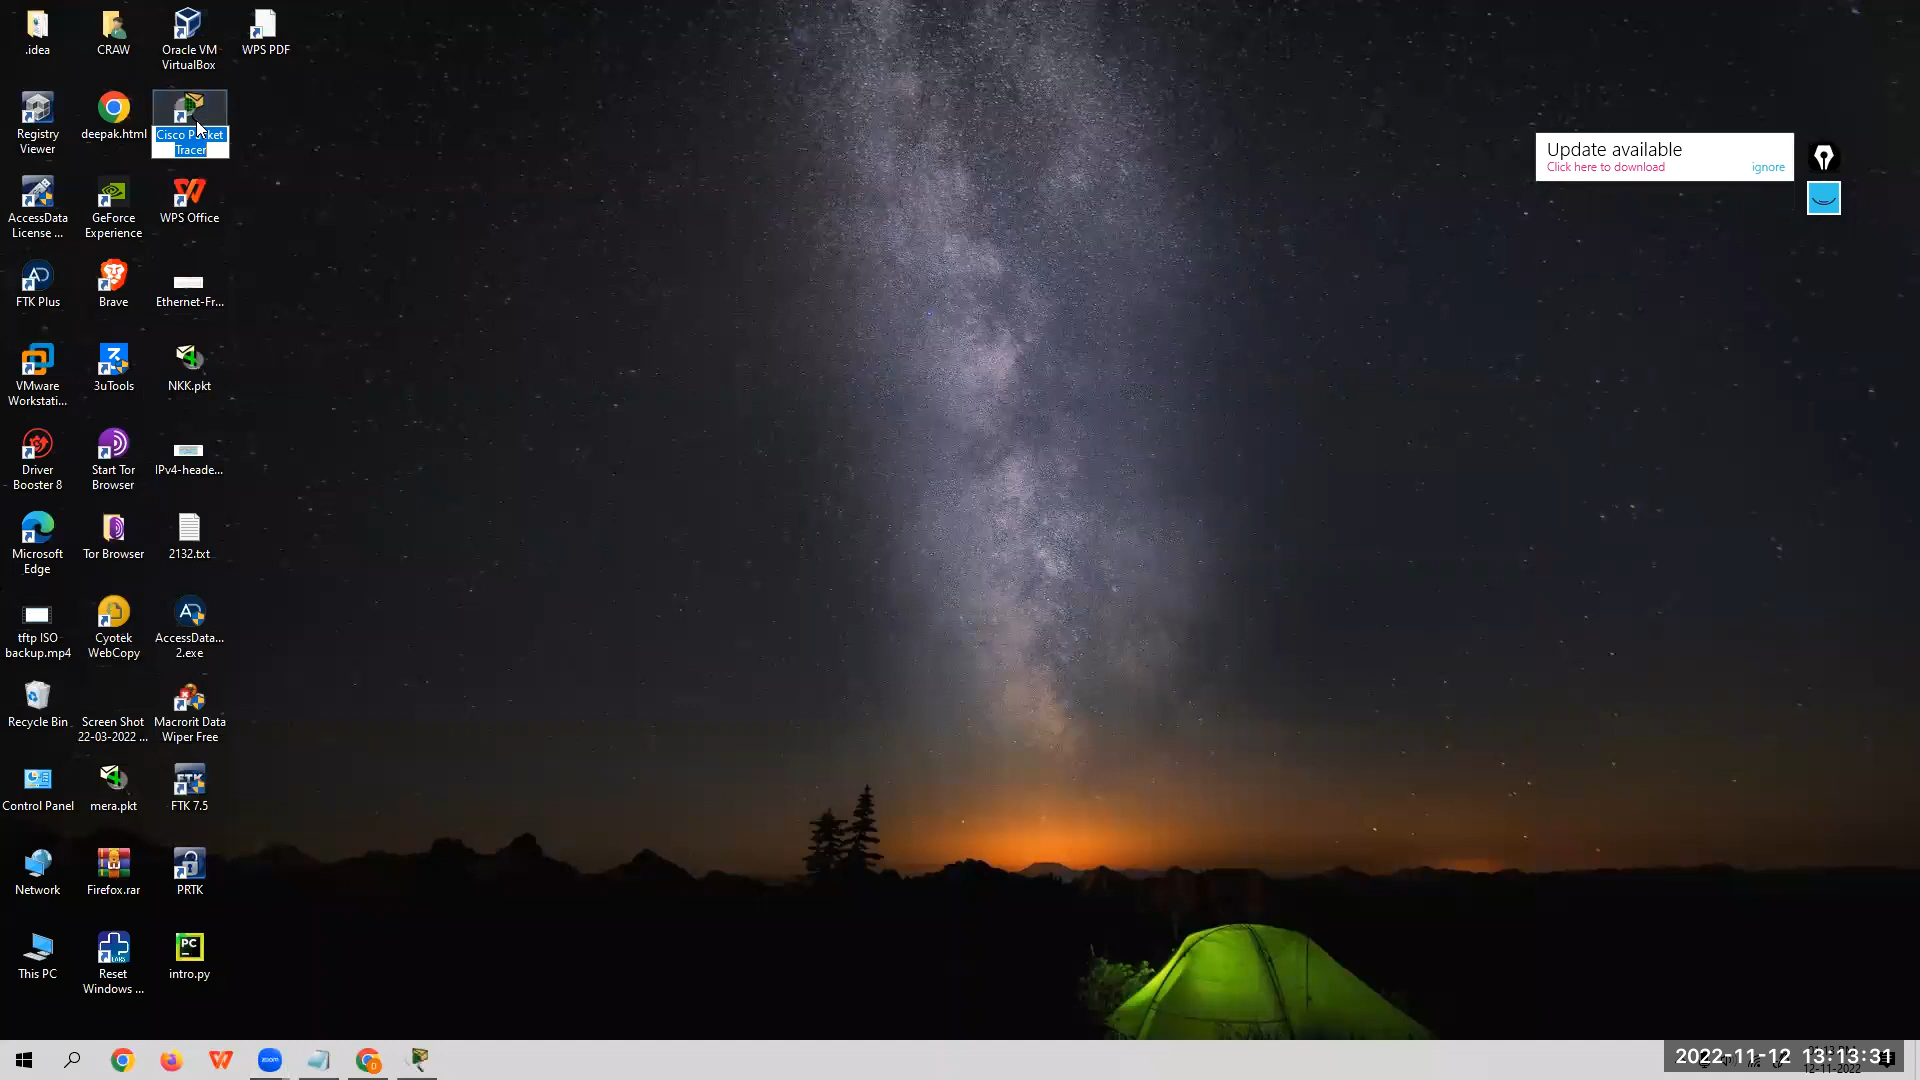 .idea
CRAW
Oracle VM
VirtualBox
WPS PDF
Registry
Viewer
deepak.html
Cisco Packet
Tracer
AccessData
License ...
GeForce
Experience
WPS Office
FTK Plus
Brave
Ethernet-Fr...
VMware
Workstati...
3uTools
NKK.pkt
Driver
Booster 8
Start Tor
Browser
IPv4-heade...
Microsoft
Edge
Tor Browser
2132.txt
tftp ISO
backup.mp4
Cyotek
WebCopy
AccessData...
2.exe
Recycle Bin
Screen Shot
22-03-2022 ...
Macrorit Data
Wiper Free
Control Panel
mera.pkt
FTK 7.5
Network
Firefox.rar
PRTK
This PC
Reset
Windows ...
intro.py
Update available
Click here to download
ignore
zoom
2022-11-12 13:13:31
12-11-2022